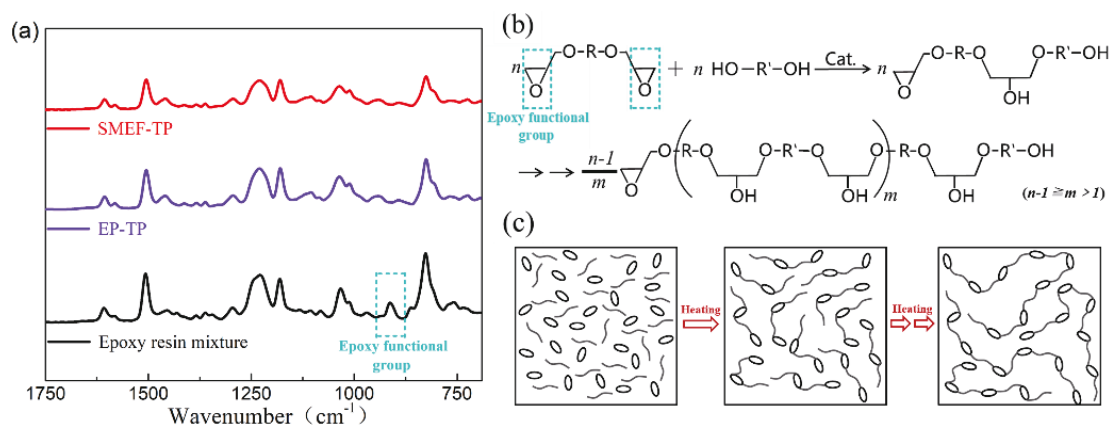 (a)
SMEF-TP
EP-TP
Epoxy resin mixture
Epoxy functional
group
1750 1500 1250 1000 750
Wavenumber（cm-1）
(b)
n O O-R-O + n HO-R'-OH Cat. n O O-R-O OH O-R'-OH
Epoxy functional
group
n-1
m O O-R-O OH O-R'-O OH O m R-O OH O-R'-OH
(n-1≧m >1)
(c)
Heating
Heating